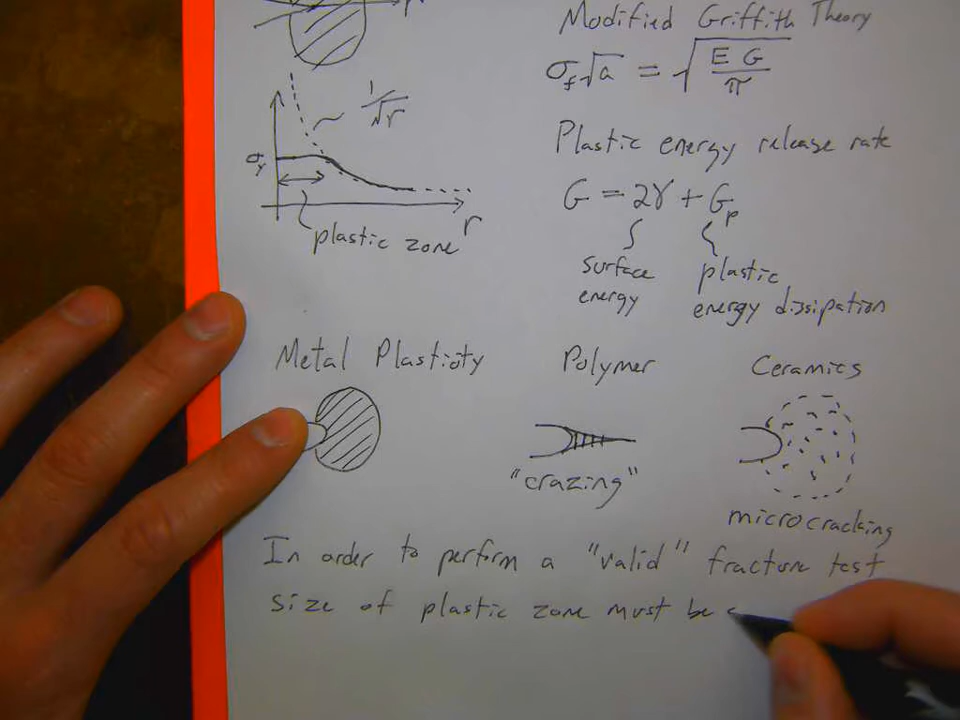 Modified Griffith Theory
σf√a = √(E G / π)
1/√r
σy
r
plastic zone
Plastic energy release rate
G = 2γ + Gp
surface energy
plastic energy dissipation
Metal Plasticity
Polymer
"crazing"
Ceramics
microcracking
In order to perform a "valid" fracture test
size of plastic zone must be